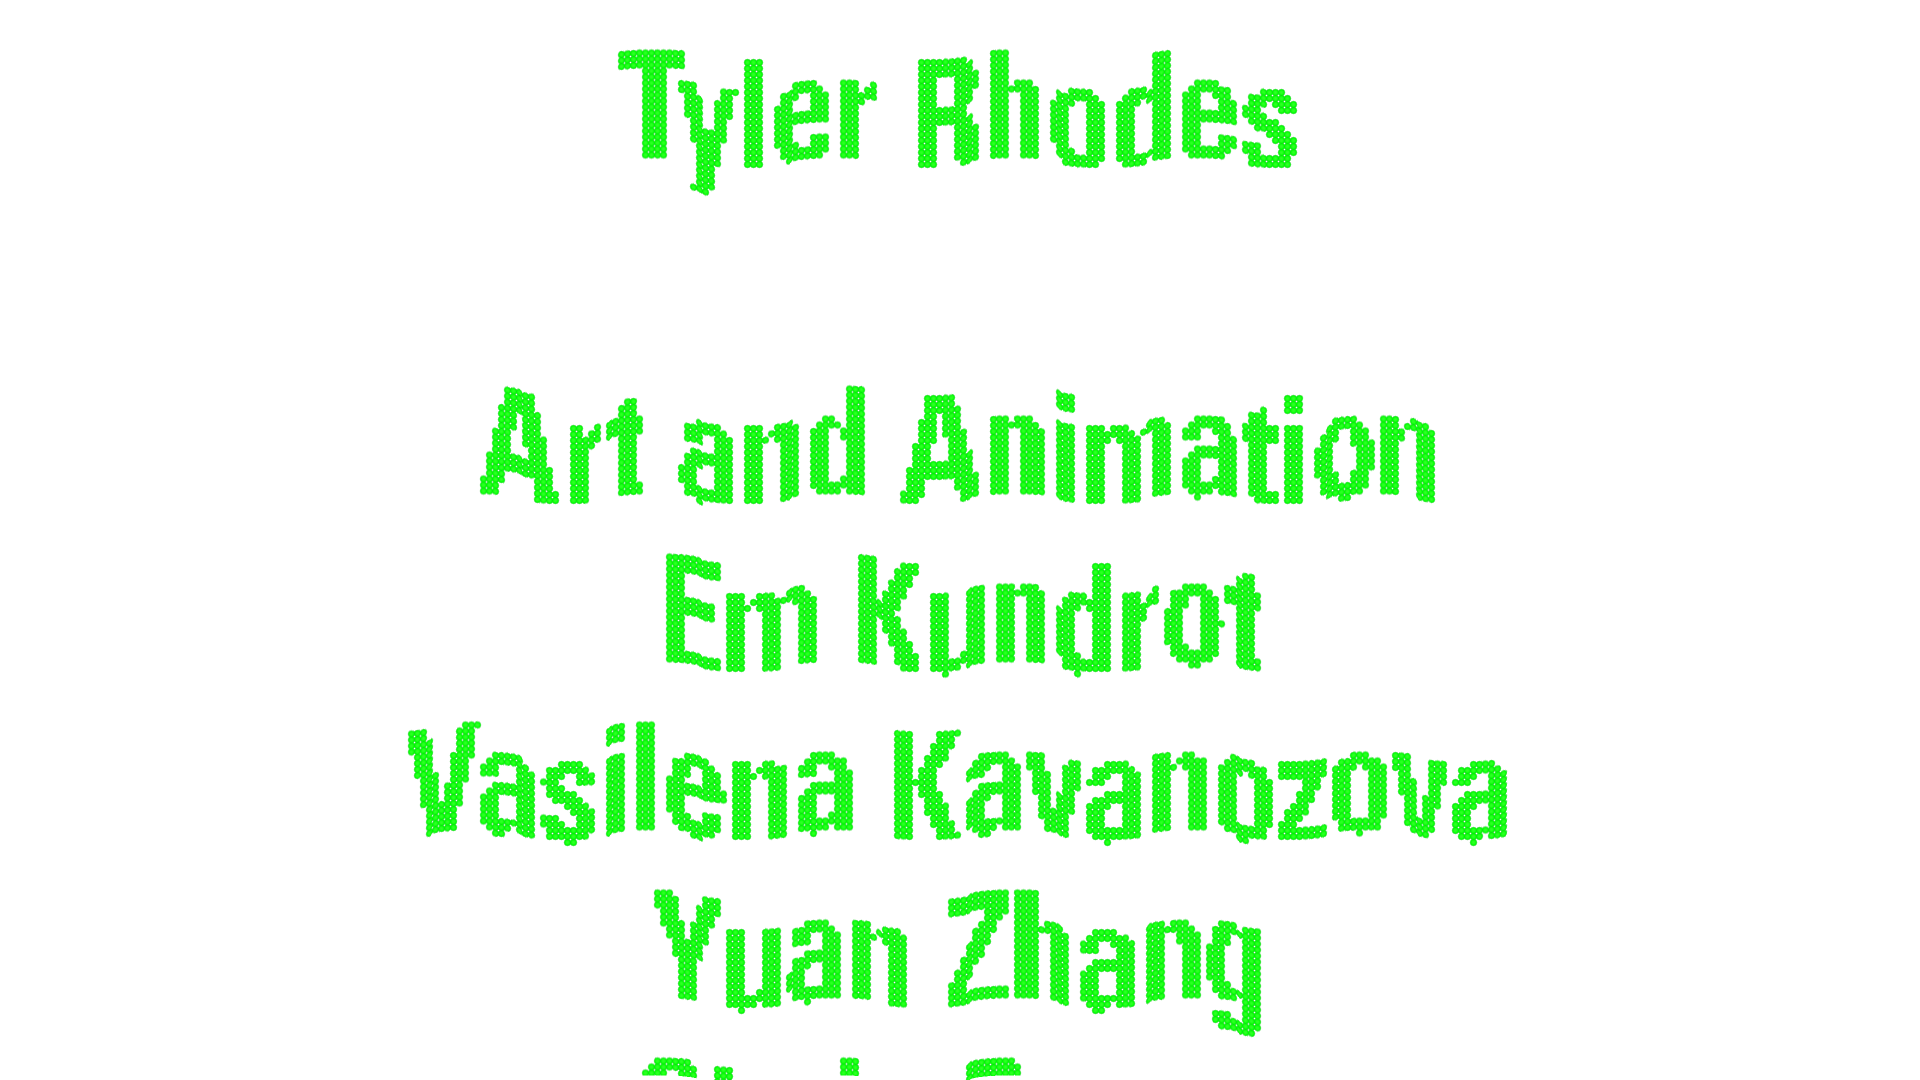 Tyler Rhodes
Art and Animation
Em Kundrot
Vasilena Kavanozova
Yuan Zhang